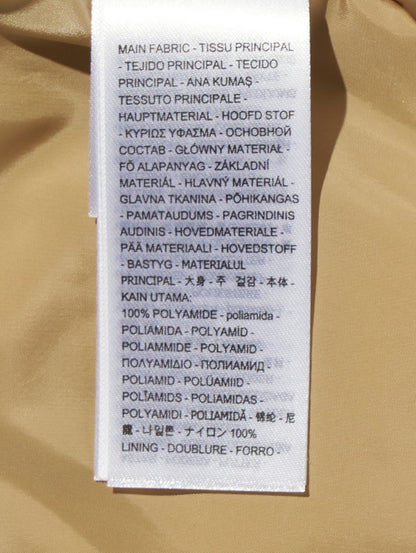 MAIN FABRIC - TISSU PRINCIPAL
- TEJIDO PRINCIPAL - TECIDO
PRINCIPAL - ANA KUMAŞ -
TESSUTO PRINCIPALE -
HAUPTMATERIAL - HOOFD STOF
- ΚΥΡΙΟΣ ΥΦΑΣΜΑ - ОСНОВНОЙ
СОСТАВ - GŁÓWNY MATERIAŁ -
FŐ ALAPANYAG - ZÁKLADNÍ
MATERIÁL - HLAVNÝ MATERIÁL -
GLAVNA TKANINA - PÕHIKANGAS
- PAMATAUDUMS - PAGRINDINIS
AUDINIS - HOVEDMATERIALE -
PÄÄ MATERIAALI - HOVEDSTOFF
- BASTYG - MATERIALUL
PRINCIPAL - 大身 - 주 겉감 - 本体 -
KAIN UTAMA:
100% POLYAMIDE - poliamida -
POLIAMIDA - POLYAMİD -
POLIAMMIDE - POLYAMID -
ΠΟΛΥΑΜΙΔΙΟ - ПОЛИАМИД -
POLIAMID - POLÜAMIID -
POLĪAMĪDS - POLIAMIDAS -
POLYAMIDI - POLIAMIDĂ - 锦纶 - 尼
龍 - 나일론 - ナイロン 100%
LINING - DOUBLURE - FORRO -